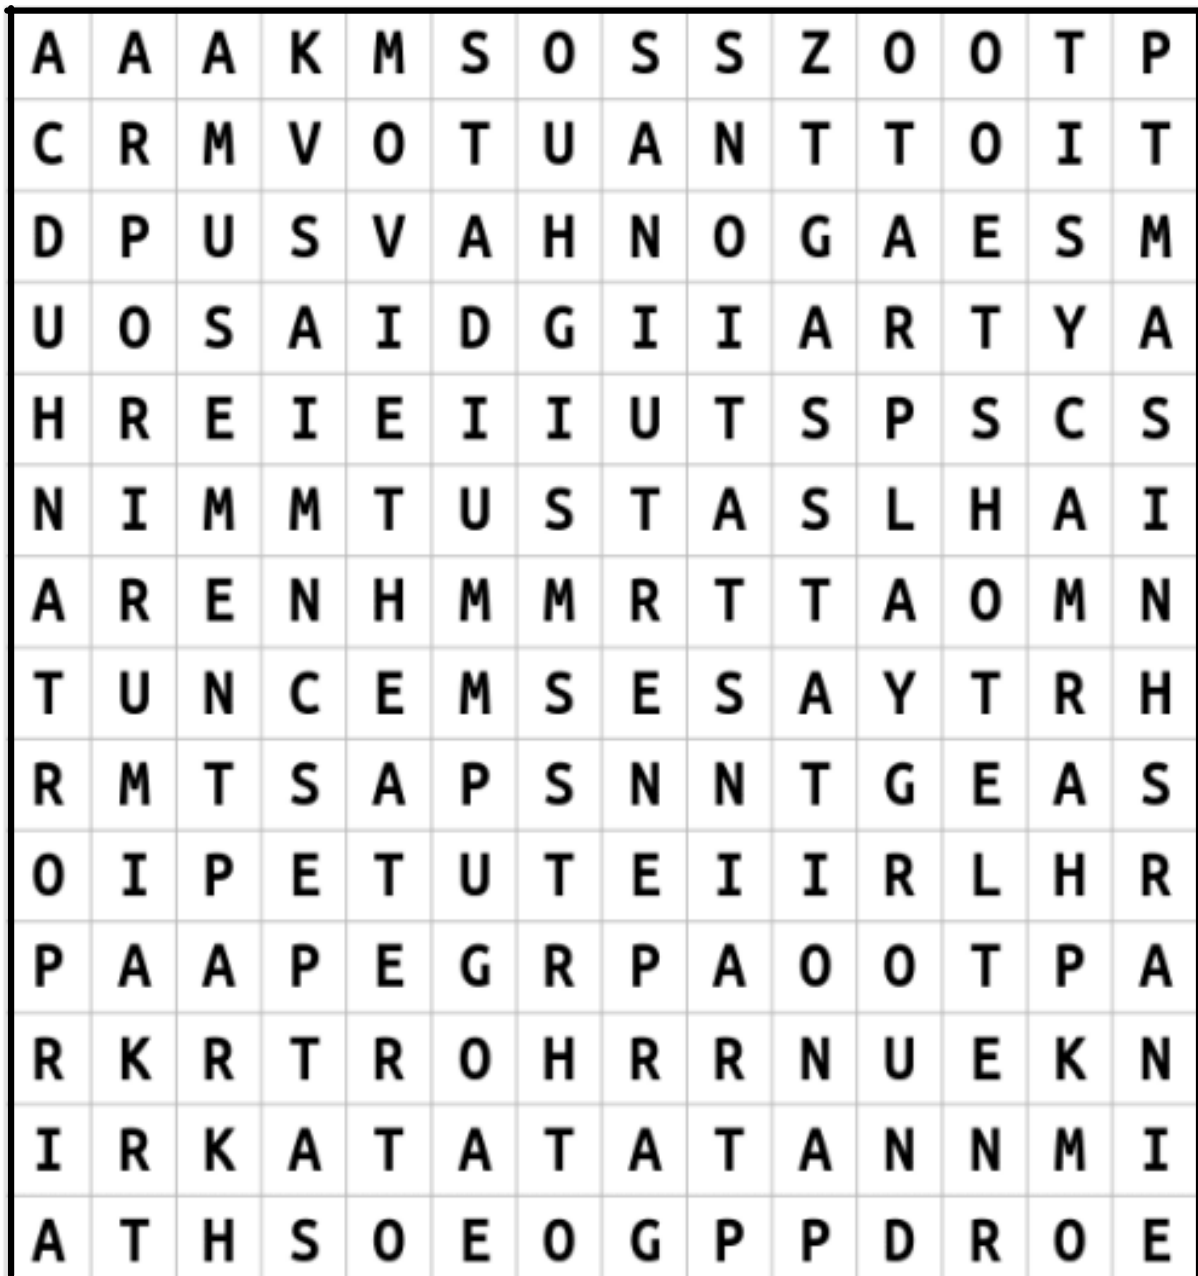 A A A K M S O S S Z O O T P
C R M V O T U A N T T O I T
D P U S V A H N O G A E S M
U O S A I D G I I A R T Y A
H R E I E I I U T S P S C S
N I M M T U S T A S L H A I
A R E N H M M R T T A O M N
T U N C E M S E S A Y T R H
R M T S A P S N N T G E A S
O I P E T U T E I I R L H R
P A A P E G R P A O O T P A
R K R T R O H R R N U E K N
I R K A T A T A T A N N M I
A T H S O E O G P P D R O E